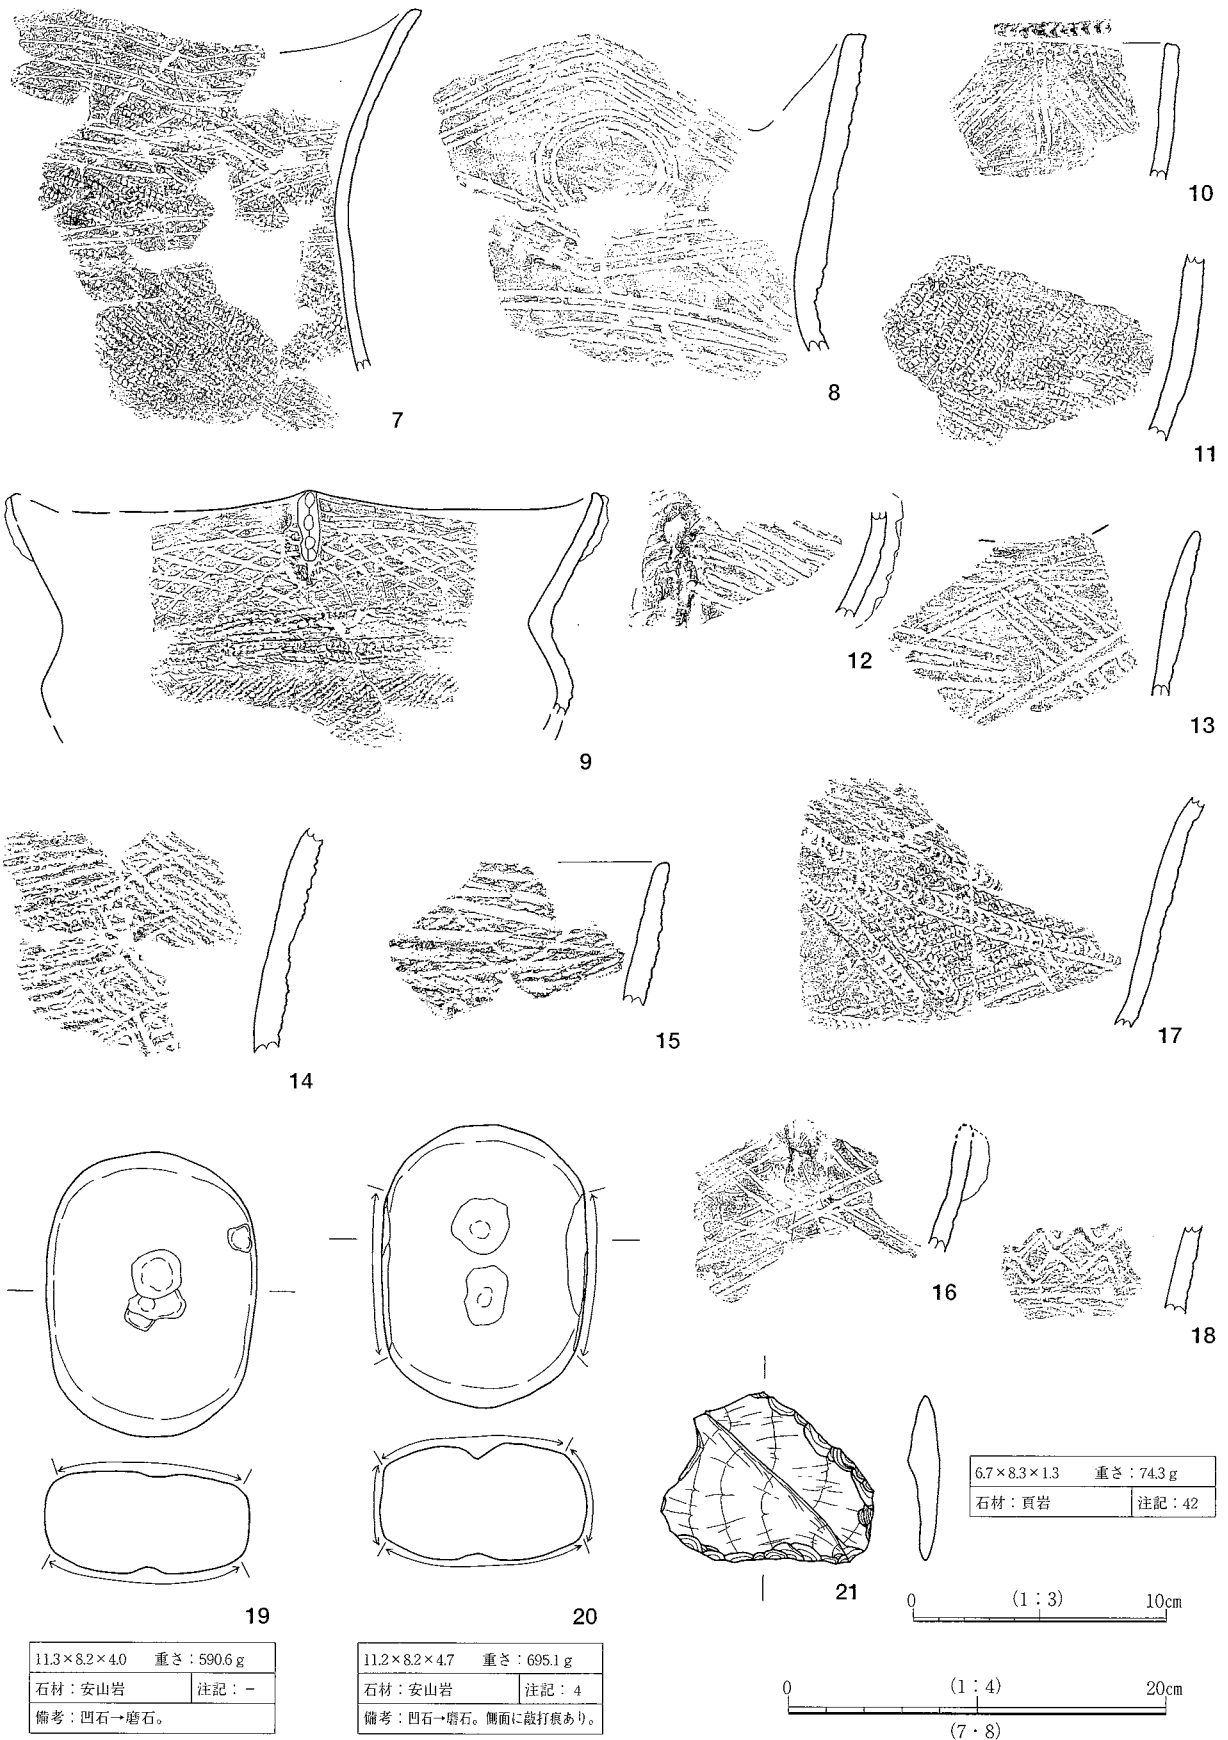 7
8
10
11
9
12
13
14
15
17
16
18
19
11.3×8.2×4.0 重さ:590.6g
石材:安山岩 注記:－
備考:凹石→磨石。
20
11.2×8.2×4.7 重さ:695.1g
石材:安山岩 注記:4
備考:凹石→磨石。側面に敲打痕あり。
21
6.7×8.3×1.3 重さ:74.3g
石材:頁岩 注記:42
0 (1:3) 10cm
0 (1:4) 20cm
(7・8)